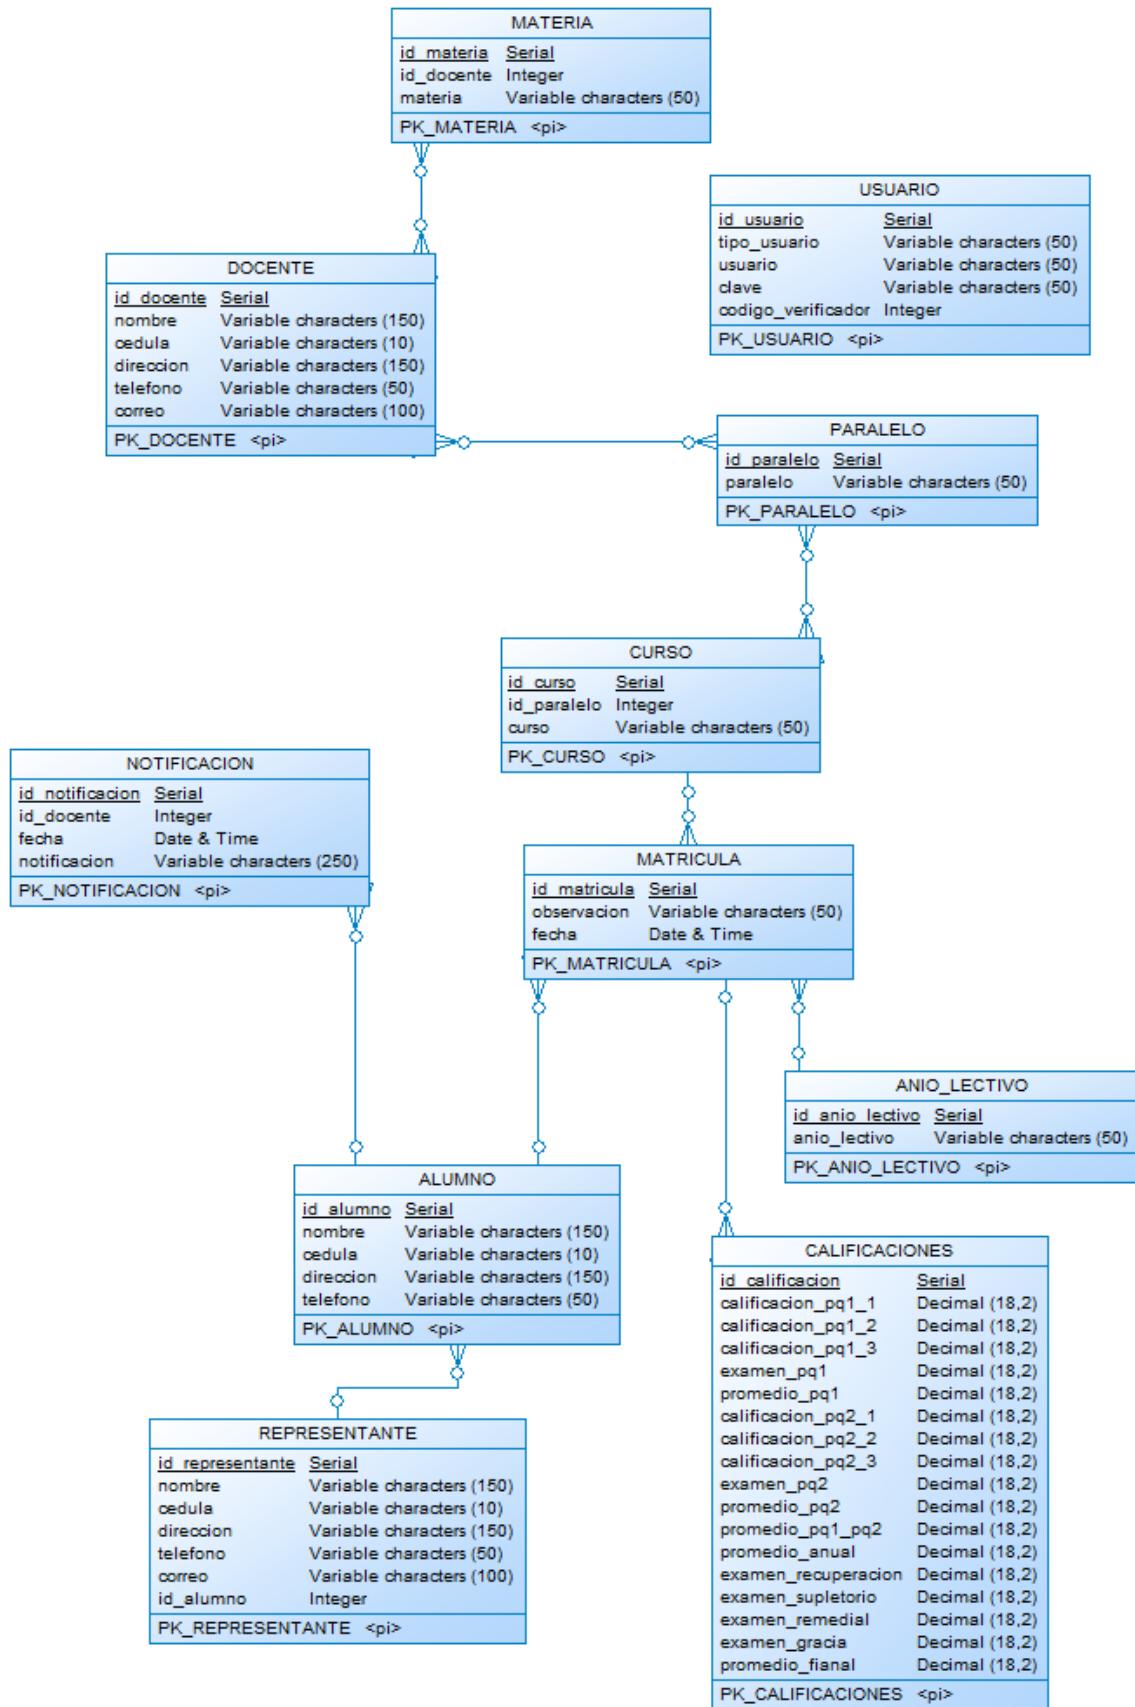 MATERIA
id_materia Serial
id_docente Integer
materia Variable characters (50)
PK_MATERIA <pi>
USUARIO
id_usuario Serial
tipo_usuario Variable characters (50)
usuario Variable characters (50)
clave Variable characters (50)
codigo_verificador Integer
PK_USUARIO <pi>
DOCENTE
id_docente Serial
nombre Variable characters (150)
cedula Variable characters (10)
direccion Variable characters (150)
telefono Variable characters (50)
correo Variable characters (100)
PK_DOCENTE <pi>
PARALELO
id_paralelo Serial
paralelo Variable characters (50)
PK_PARALELO <pi>
CURSO
id_curso Serial
id_paralelo Integer
curso Variable characters (50)
PK_CURSO <pi>
NOTIFICACION
id_notificacion Serial
id_docente Integer
fecha Date & Time
notificacion Variable characters (250)
PK_NOTIFICACION <pi>
MATRICULA
id_matricula Serial
observacion Variable characters (50)
fecha Date & Time
PK_MATRICULA <pi>
ANIO_LECTIVO
id_anio_lectivo Serial
anio_lectivo Variable characters (50)
PK_ANIO_LECTIVO <pi>
ALUMNO
id_alumno Serial
nombre Variable characters (150)
cedula Variable characters (10)
direccion Variable characters (150)
telefono Variable characters (50)
PK_ALUMNO <pi>
CALIFICACIONES
id_calificacion Serial
calificacion_pq1_1 Decimal (18,2)
calificacion_pq1_2 Decimal (18,2)
calificacion_pq1_3 Decimal (18,2)
examen_pq1 Decimal (18,2)
promedio_pq1 Decimal (18,2)
calificacion_pq2_1 Decimal (18,2)
calificacion_pq2_2 Decimal (18,2)
calificacion_pq2_3 Decimal (18,2)
examen_pq2 Decimal (18,2)
promedio_pq2 Decimal (18,2)
promedio_pq1_pq2 Decimal (18,2)
promedio_anual Decimal (18,2)
examen_recuperacion Decimal (18,2)
examen_supletorio Decimal (18,2)
examen_remedial Decimal (18,2)
examen_gracia Decimal (18,2)
promedio_fianal Decimal (18,2)
PK_CALIFICACIONES <pi>
REPRESENTANTE
id_representante Serial
nombre Variable characters (150)
cedula Variable characters (10)
direccion Variable characters (150)
telefono Variable characters (50)
correo Variable characters (100)
id_alumno Integer
PK_REPRESENTANTE <pi>